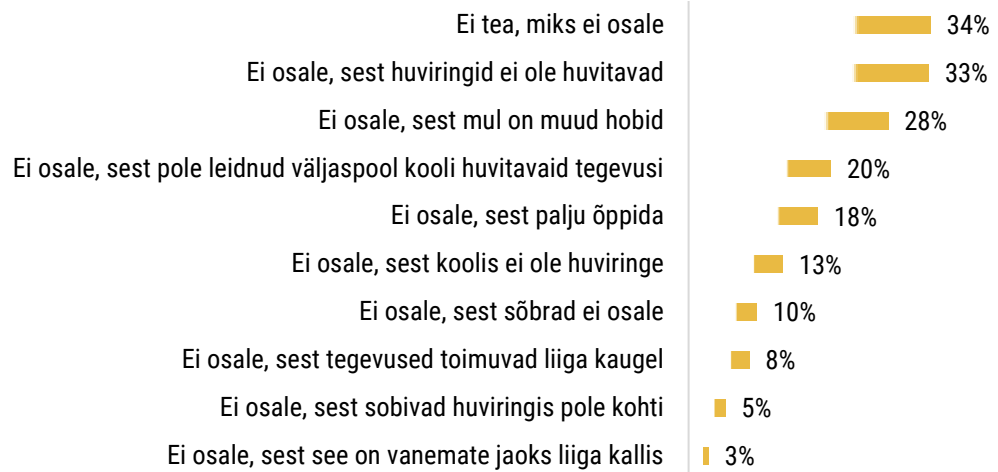 Ei tea, miks ei osale 34%
Ei osale, sest huviringid ei ole huvitavad 33%
Ei osale, sest mul on muud hobid 28%
Ei osale, sest pole leidnud väljaspool kooli huvitavaid tegevusi 20%
Ei osale, sest palju õppida 18%
Ei osale, sest koolis ei ole huviringe 13%
Ei osale, sest sõbrad ei osale 10%
Ei osale, sest tegevused toimuvad liiga kaugel 8%
Ei osale, sest sobivad huviringis pole kohti 5%
Ei osale, sest see on vanemate jaoks liiga kallis 3%